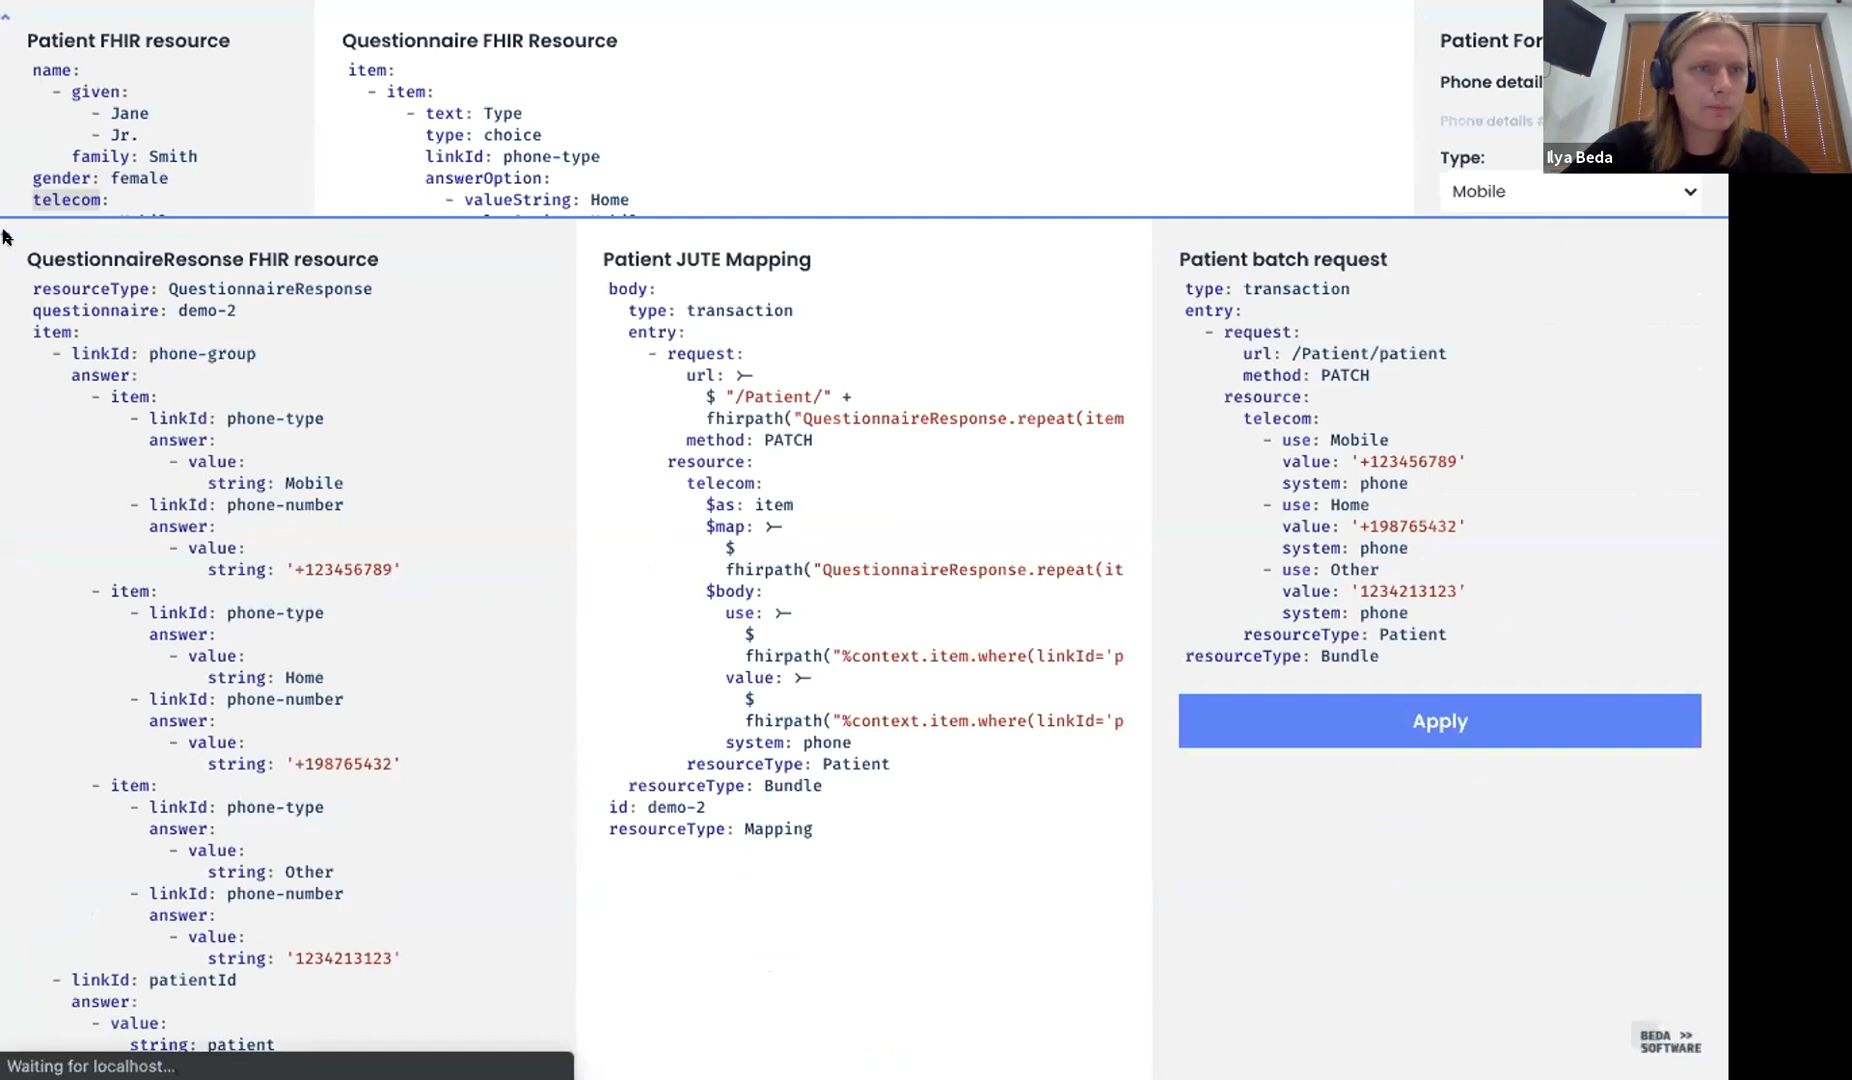 Patient FHIR resource
name:
- given:
- Jane
- Jr.
family: Smith
gender: female
telecom:
Questionnaire FHIR Resource
item:
- item:
- text: Type
type: choice
linkId: phone-type
answerOption:
- valueString: Home
Patient For
Phone detail
Phone details
Type:
Mobile
Ilya Beda
QuestionnaireResonse FHIR resource
resourceType: QuestionnaireResponse
questionnaire: demo-2
item:
- linkId: phone-group
answer:
- item:
- linkId: phone-type
answer:
- value:
string: Mobile
- linkId: phone-number
answer:
- value:
string: '+123456789'
- item:
- linkId: phone-type
answer:
- value:
string: Home
- linkId: phone-number
answer:
- value:
string: '+198765432'
- item:
- linkId: phone-type
answer:
- value:
string: Other
- linkId: phone-number
answer:
- value:
string: '1234213123'
- linkId: patientId
answer:
- value:
string: patient
Patient JUTE Mapping
body:
type: transaction
entry:
- request:
url: >-
$ "/Patient/" +
fhirpath("QuestionnaireResponse.repeat(item
method: PATCH
resource:
telecom:
$as: item
$map: >-
$
fhirpath("QuestionnaireResponse.repeat(it
$body:
use: >-
$
fhirpath("%context.item.where(linkId='p
value: >-
$
fhirpath("%context.item.where(linkId='p
system: phone
resourceType: Patient
resourceType: Bundle
id: demo-2
resourceType: Mapping
Patient batch request
type: transaction
entry:
- request:
url: /Patient/patient
method: PATCH
resource:
telecom:
- use: Mobile
value: '+123456789'
system: phone
- use: Home
value: '+198765432'
system: phone
- use: Other
value: '1234213123'
system: phone
resourceType: Patient
resourceType: Bundle
Apply
BEDA >>
SOFTWARE
Waiting for localhost...